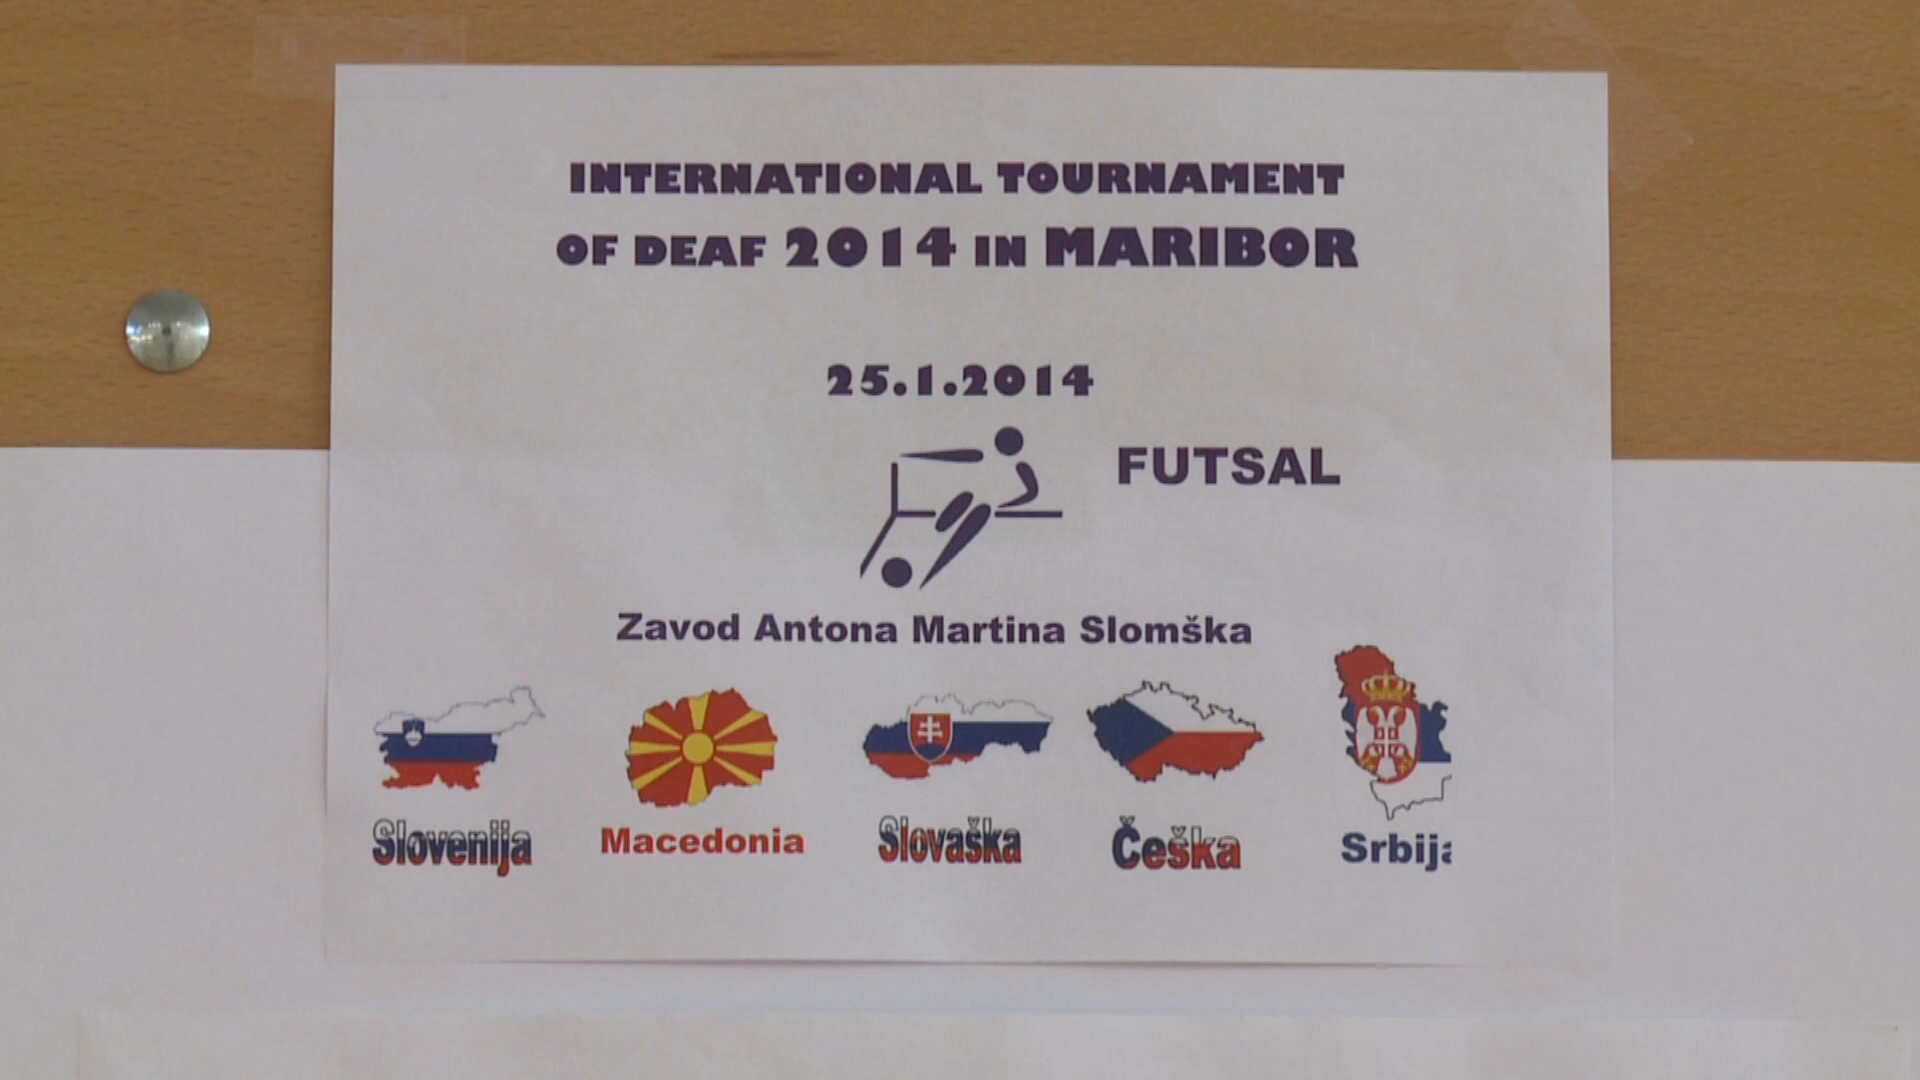 INTERNATIONAL TOURNAMENT
OF DEAF 2014 IN MARIBOR
25.1.2014
FUTSAL
Zavod Antona Martina Slomška
Slovenija Macedonia Slovaška Češka Srbija